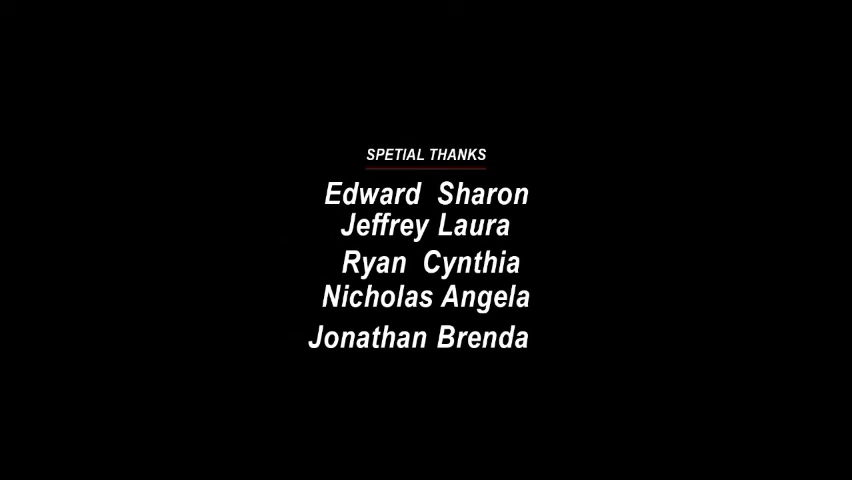 SPETIAL THANKS
Edward Sharon
Jeffrey Laura
Ryan Cynthia
Nicholas Angela
Jonathan Brenda